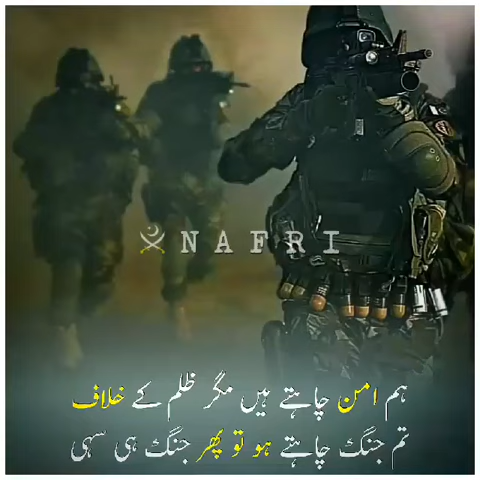 NAFRI
ہم امن چاہتے ہیں مگر ظلم کے خلاف
تم جنگ چاہتے ہو تو پھر جنگ ہی سہی